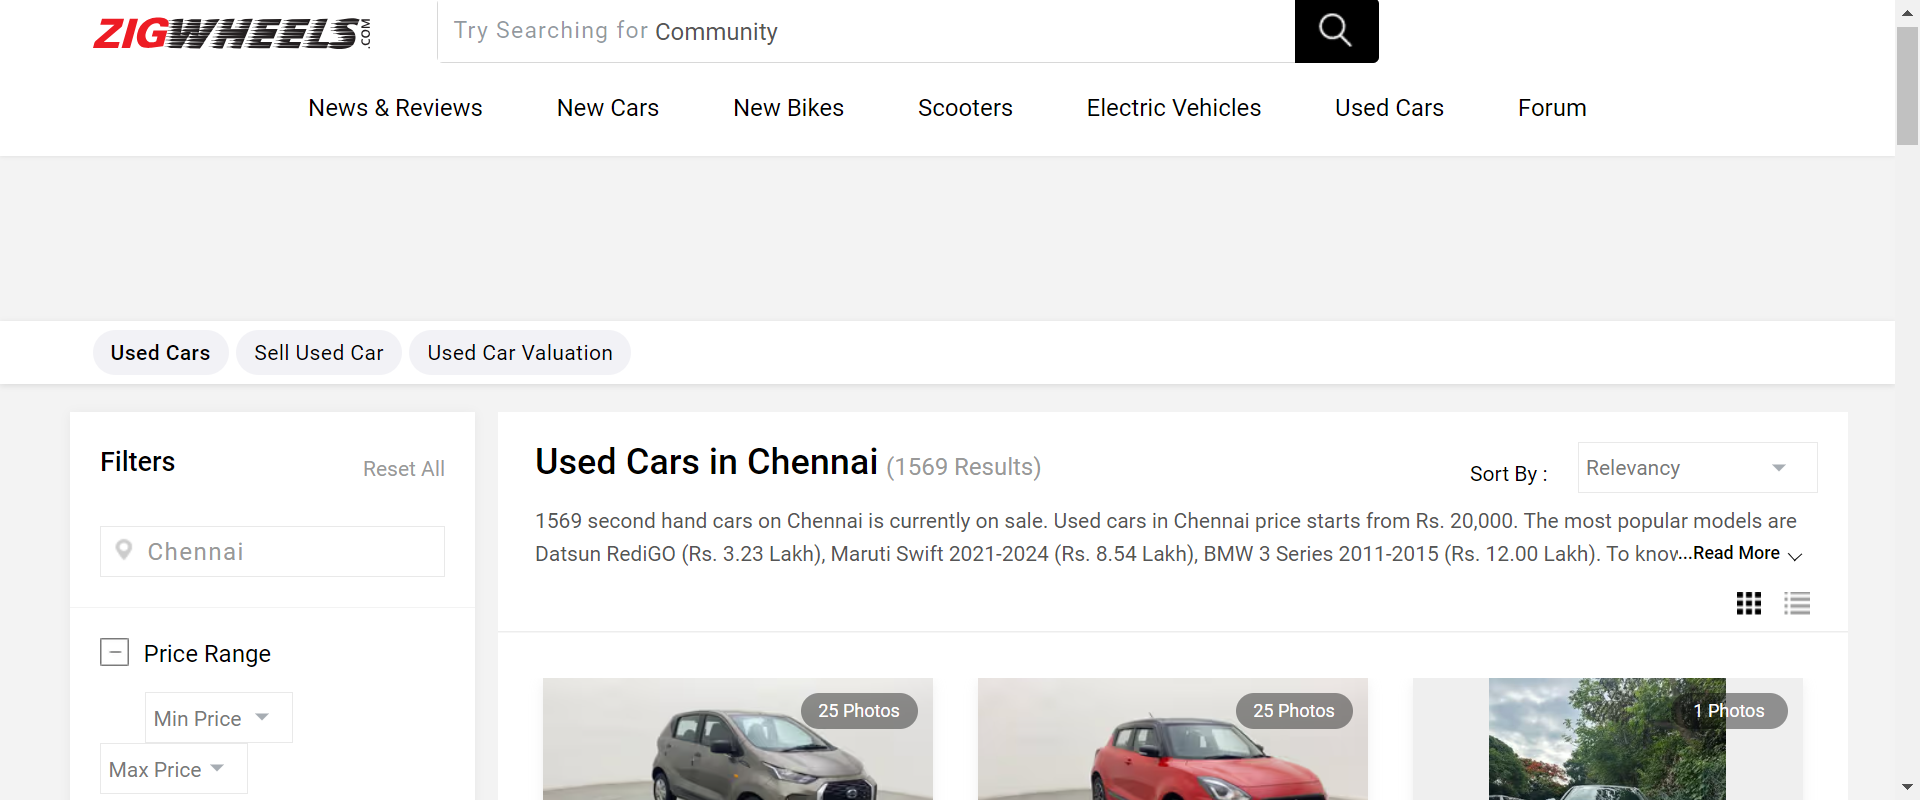 ZIGWHEELS.COM
Try Searching for Community
News & Reviews
New Cars
New Bikes
Scooters
Electric Vehicles
Used Cars
Forum
Used Cars
Sell Used Car
Used Car Valuation
Filters
Reset All
Chennai
Price Range
Min Price
Max Price
Used Cars in Chennai (1569 Results)
Sort By :
Relevancy
1569 second hand cars on Chennai is currently on sale. Used cars in Chennai price starts from Rs. 20,000. The most popular models are
Datsun RediGO (Rs. 3.23 Lakh), Maruti Swift 2021-2024 (Rs. 8.54 Lakh), BMW 3 Series 2011-2015 (Rs. 12.00 Lakh). To know...Read More
25 Photos
25 Photos
1 Photos